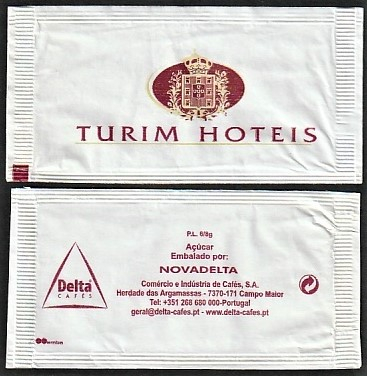 TURIM HOTEIS
P.L. 6/8g
Açúcar
Embalado por:
NOVADELTA
Comércio e Indústria de Cafés, S.A.
Herdade das Argamassas - 7370-171 Campo Maior
Tel: +351 268 680 000-Portugal
geral@delta-cafes.pt - www.delta-cafes.pt
Delta
CAFÉS